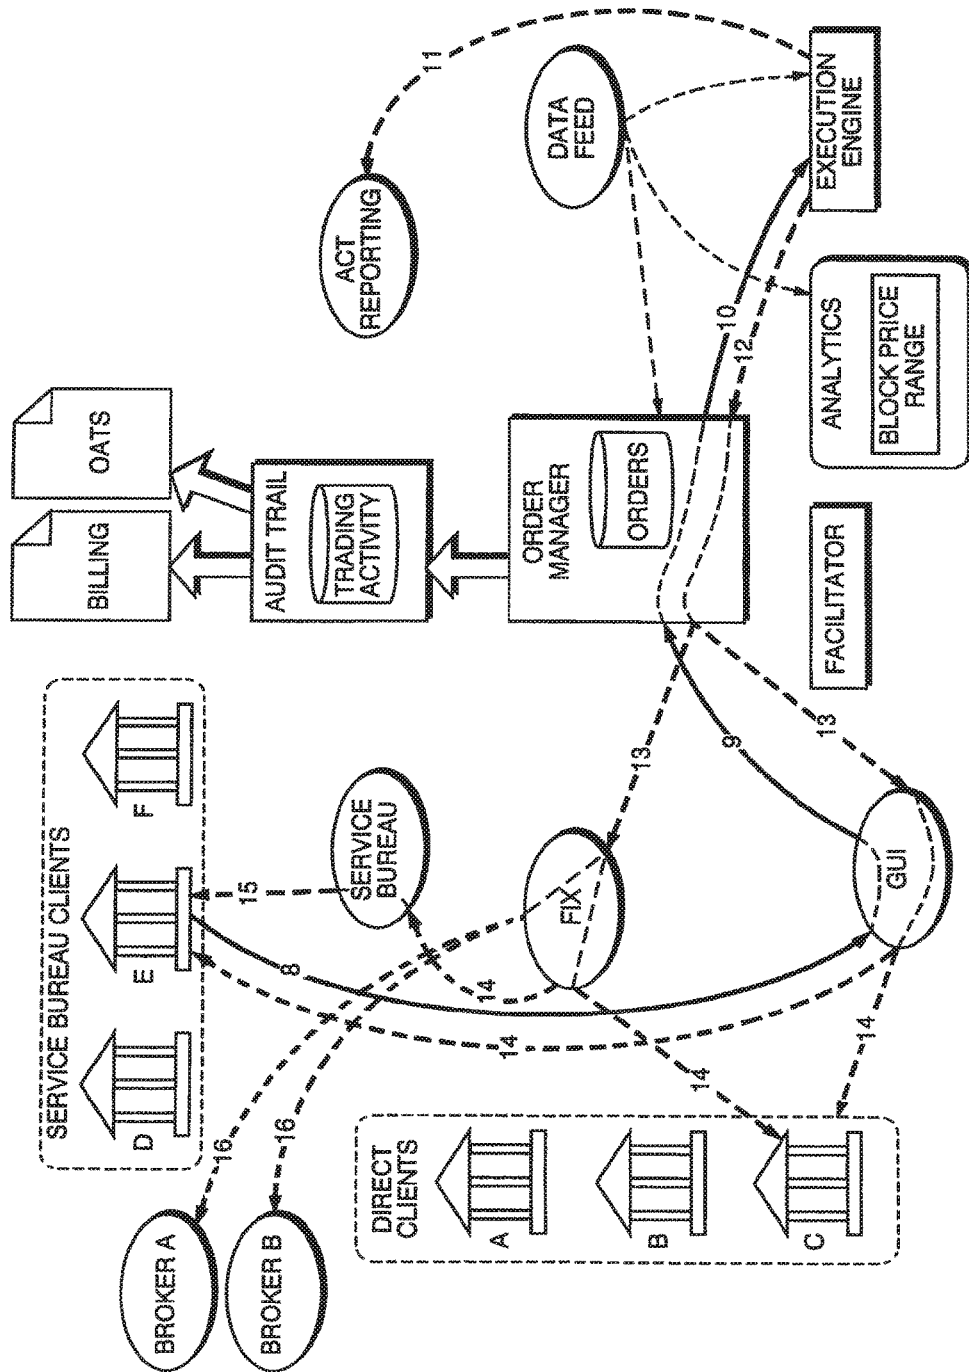 SERVICE BUREAU CLIENTS
D
E
F
BILLING
OATS
BROKER A
BROKER B
16
16
14
8
15
14
SERVICE
BUREAU
AUDIT TRAIL
TRADING
ACTIVITY
ACT
REPORTING
11
DIRECT
CLIENTS
A
B
C
14
14
FIX
13
ORDER
MANAGER
ORDERS
DATA
FEED
10
12
9
13
GUI
FACILITATOR
ANALYTICS
BLOCK PRICE
RANGE
EXECUTION
ENGINE